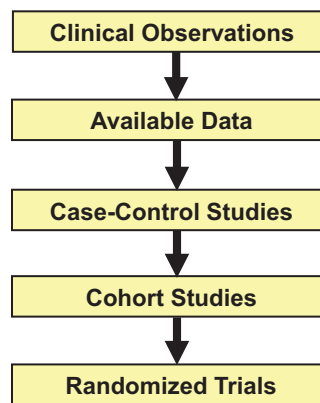 Clinical Observations
Available Data
Case-Control Studies
Cohort Studies
Randomized Trials